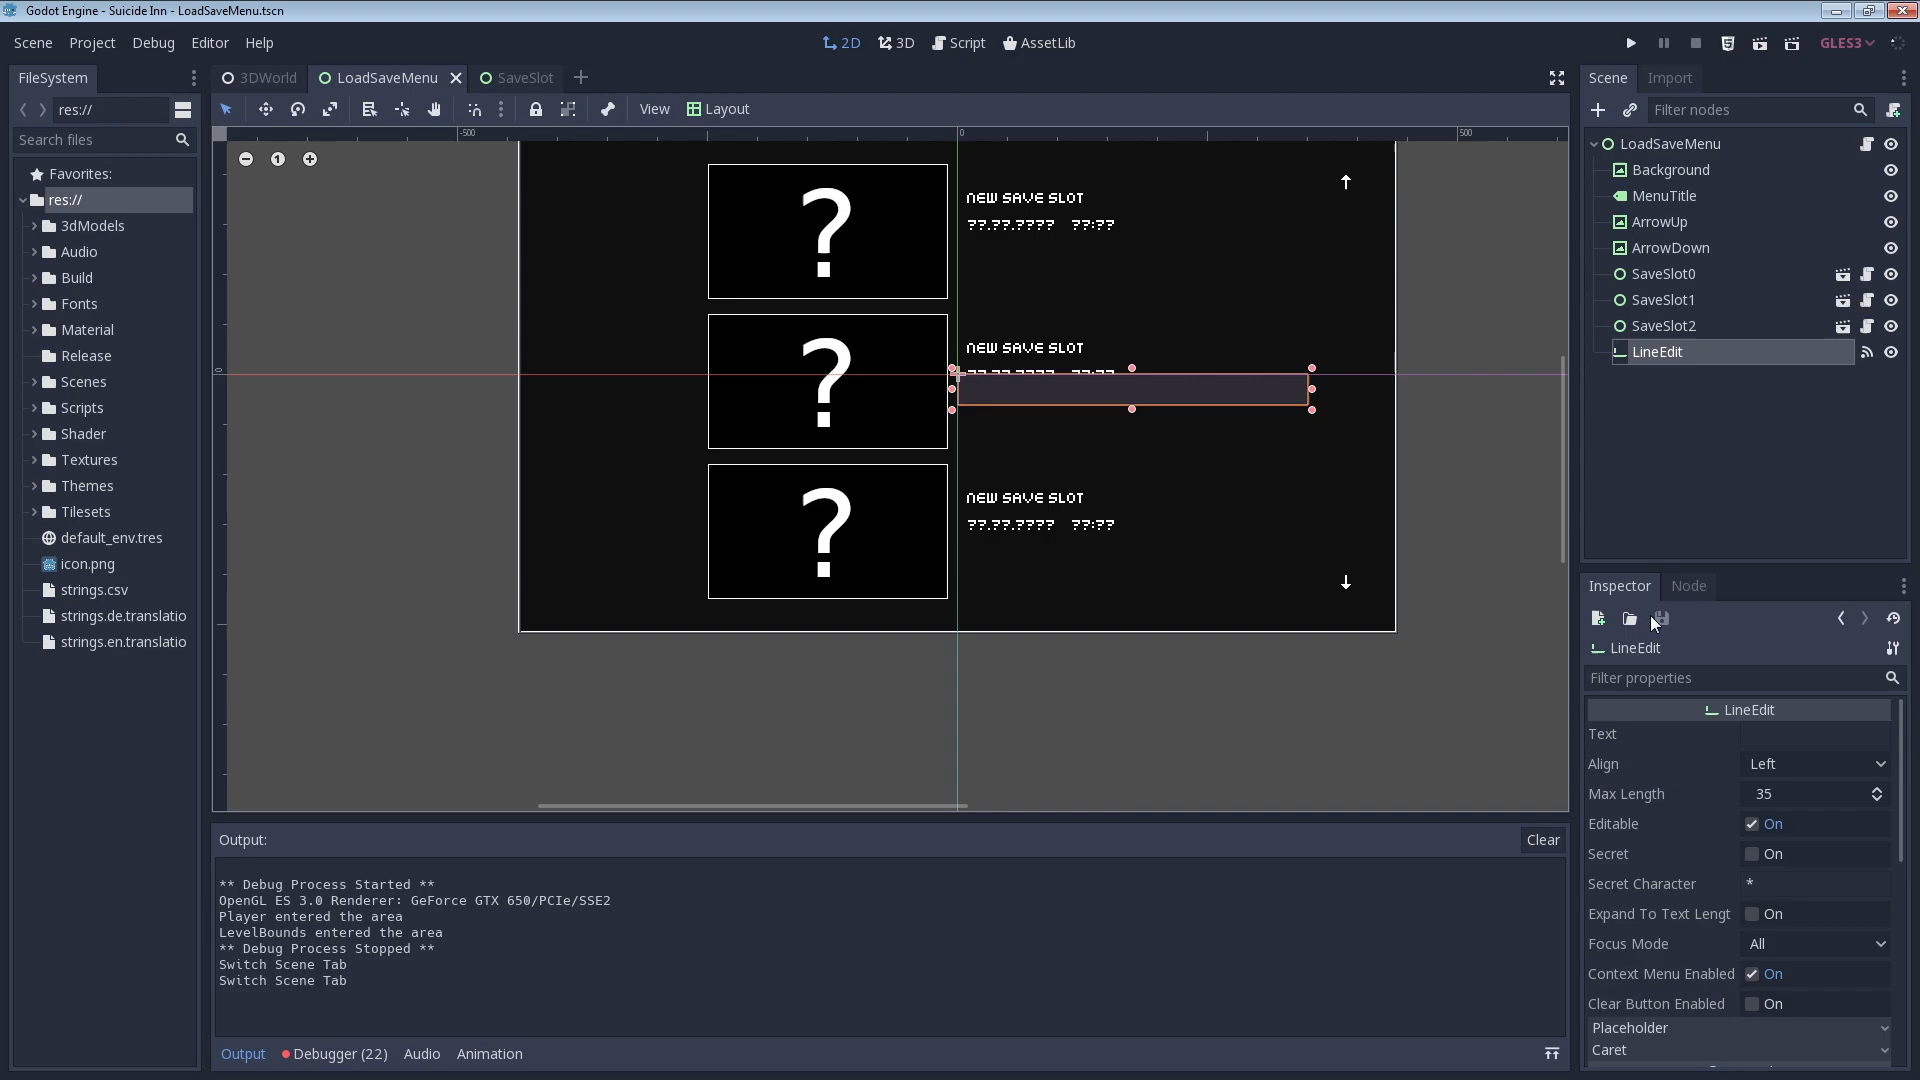 Godot Engine - Suicide Inn - LoadSaveMenu.tscn
Scene Project Debug Editor Help
2D 3D Script AssetLib
GLES3
FileSystem
res://
Search files
Favorites:
res://
3dModels
Audio
Build
Fonts
Material
Release
Scenes
Scripts
Shader
Textures
Themes
Tilesets
default_env.tres
icon.png
strings.csv
strings.de.translatio
strings.en.translatio
3DWorld LoadSaveMenu SaveSlot
View Layout
-500 0 500
0
1
?
NEW SAVE SLOT
??.??.???? ??:??
?
NEW SAVE SLOT
??.??.???? ??:??
?
NEW SAVE SLOT
??.??.???? ??:??
Output:
Clear
** Debug Process Started **
OpenGL ES 3.0 Renderer: GeForce GTX 650/PCIe/SSE2
Player entered the area
LevelBounds entered the area
** Debug Process Stopped **
Switch Scene Tab
Switch Scene Tab
Output Debugger (22) Audio Animation
Scene Import
Filter nodes
LoadSaveMenu
Background
MenuTitle
ArrowUp
ArrowDown
SaveSlot0
SaveSlot1
SaveSlot2
LineEdit
Inspector Node
LineEdit
Filter properties
LineEdit
Text
Align Left
Max Length 35
Editable On
Secret On
Secret Character *
Expand To Text Lengt On
Focus Mode All
Context Menu Enabled On
Clear Button Enabled On
Placeholder
Caret